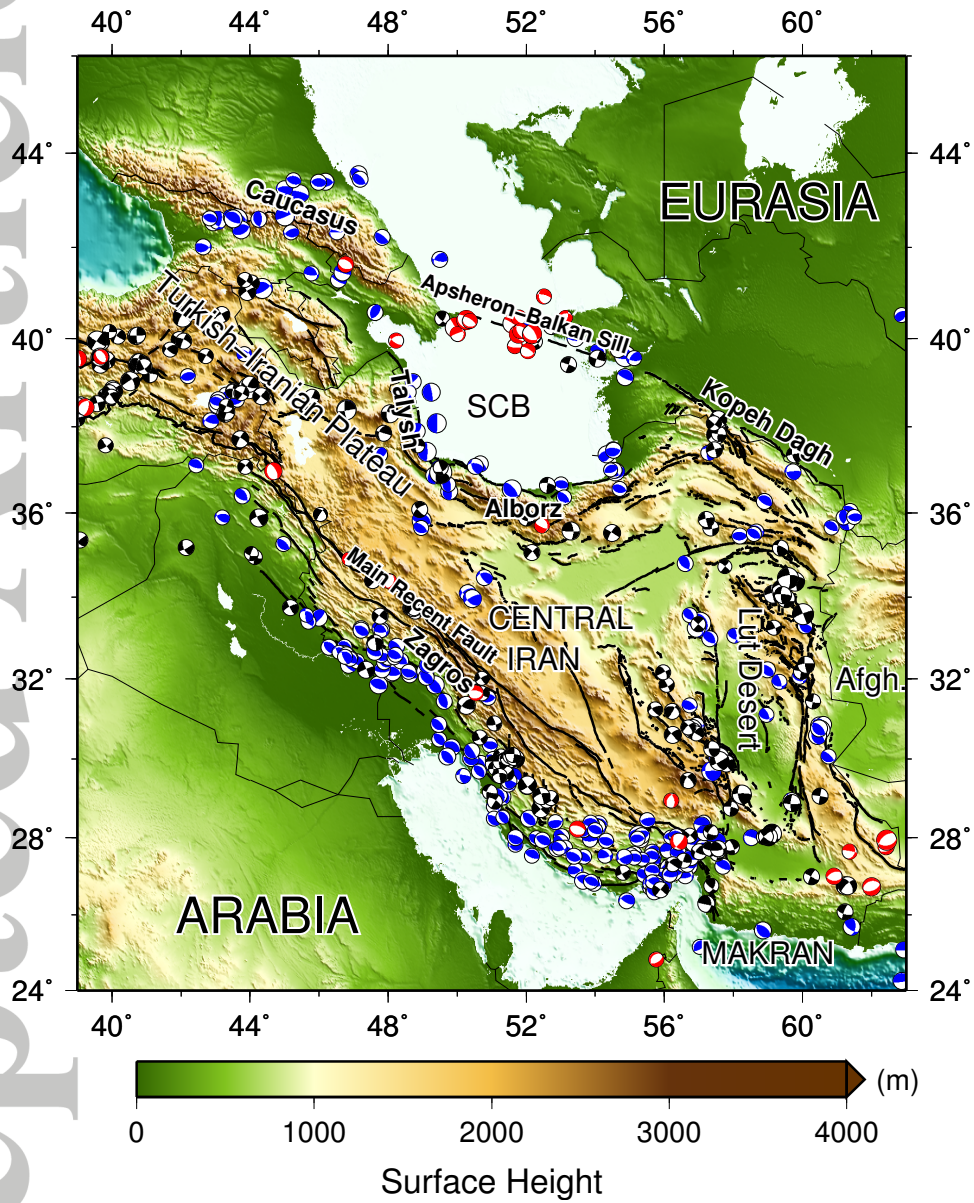 40° 44° 48° 52° 56° 60°
44° 44°
Caucasus
EURASIA
Apsheron-Balkan Sill
Turkish-Iranian Plateau
40° 40°
Talysh
SCB
Kopeh Dagh
36° 36°
Alborz
Main Recent Fault
CENTRAL
IRAN
Zagros
Lut Desert
Afgh.
32° 32°
28° 28°
ARABIA
MAKRAN
24° 24°
40° 44° 48° 52° 56° 60°
(m)
0 1000 2000 3000 4000
Surface Height